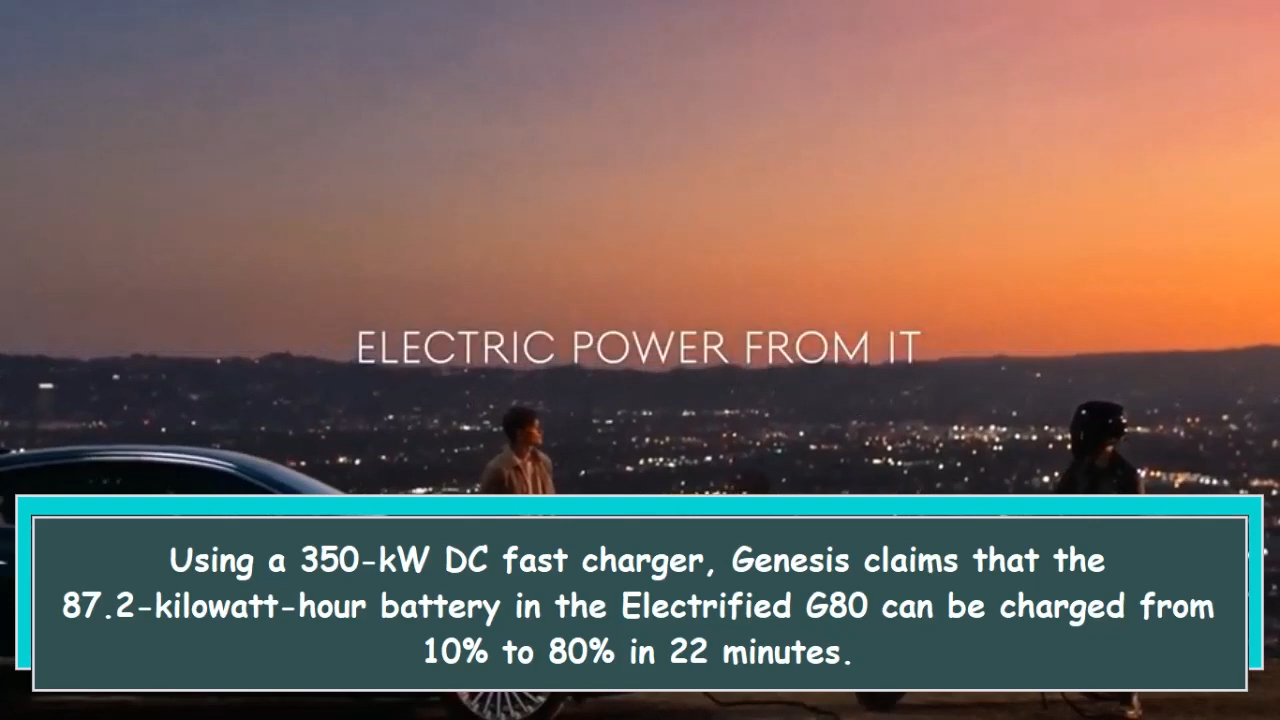 ELECTRIC POWER FROM IT
Using a 350-kW DC fast charger, Genesis claims that the
87.2-kilowatt-hour battery in the Electrified G80 can be charged from
10% to 80% in 22 minutes.